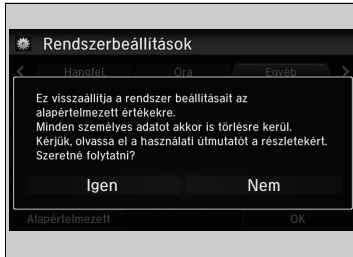 Rendszerbeállítások
Hangfel. Óra Egyéb
Ez visszaállítja a rendszer beállításait az
alapértelmezett értékekre.
Minden személyes adatot akkor is törlésre kerül.
Kérjük, olvassa el a használati útmutatót a részletekért.
Szeretné folytatni?
Igen Nem
Alapértelmezett OK